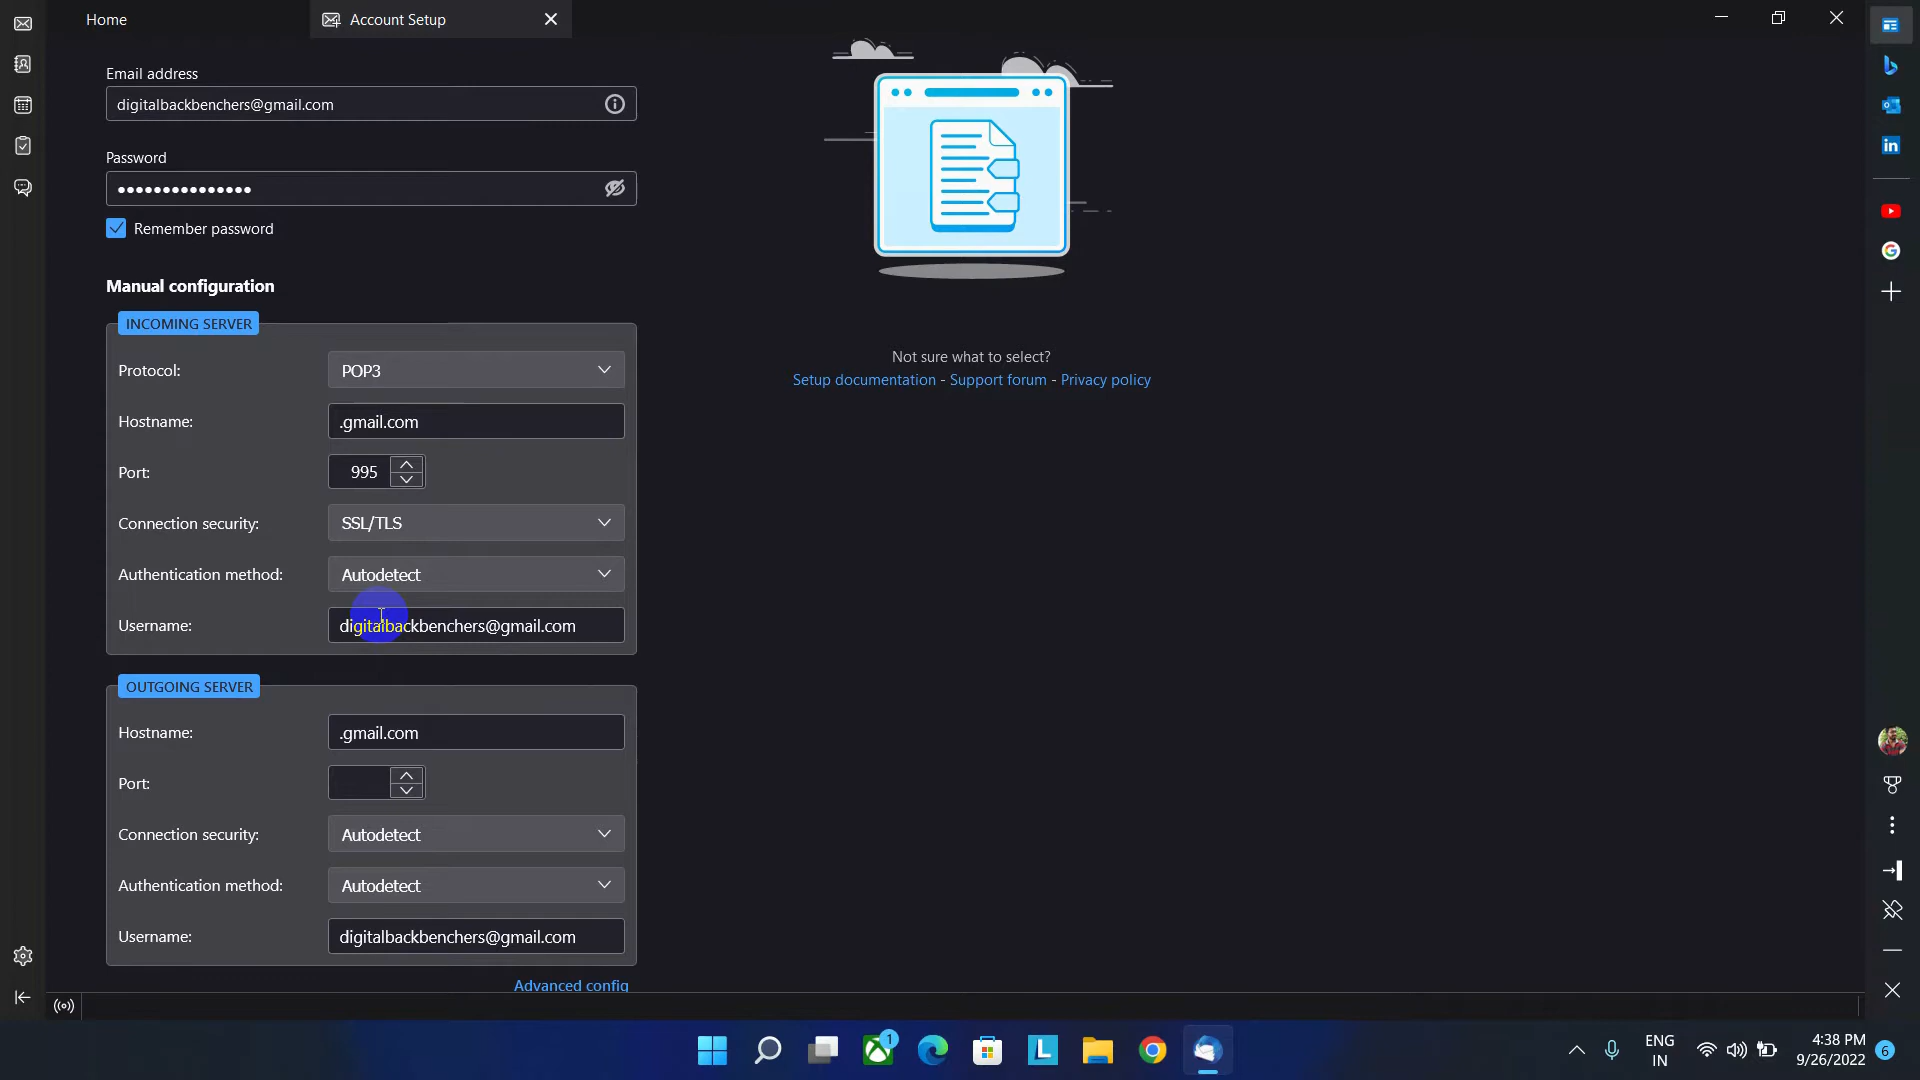 Home
Account Setup
Email address
digitalbackbenchers@gmail.com
Password
•••••••••••••••
Remember password
Manual configuration
INCOMING SERVER
Protocol: POP3
Hostname: .gmail.com
Port: 995
Connection security: SSL/TLS
Authentication method: Autodetect
Username: digitalbackbenchers@gmail.com
OUTGOING SERVER
Hostname: .gmail.com
Port:
Connection security: Autodetect
Authentication method: Autodetect
Username: digitalbackbenchers@gmail.com
Advanced config
Not sure what to select?
Setup documentation - Support forum - Privacy policy
1
ENG
IN
4:38 PM
9/26/2022
6